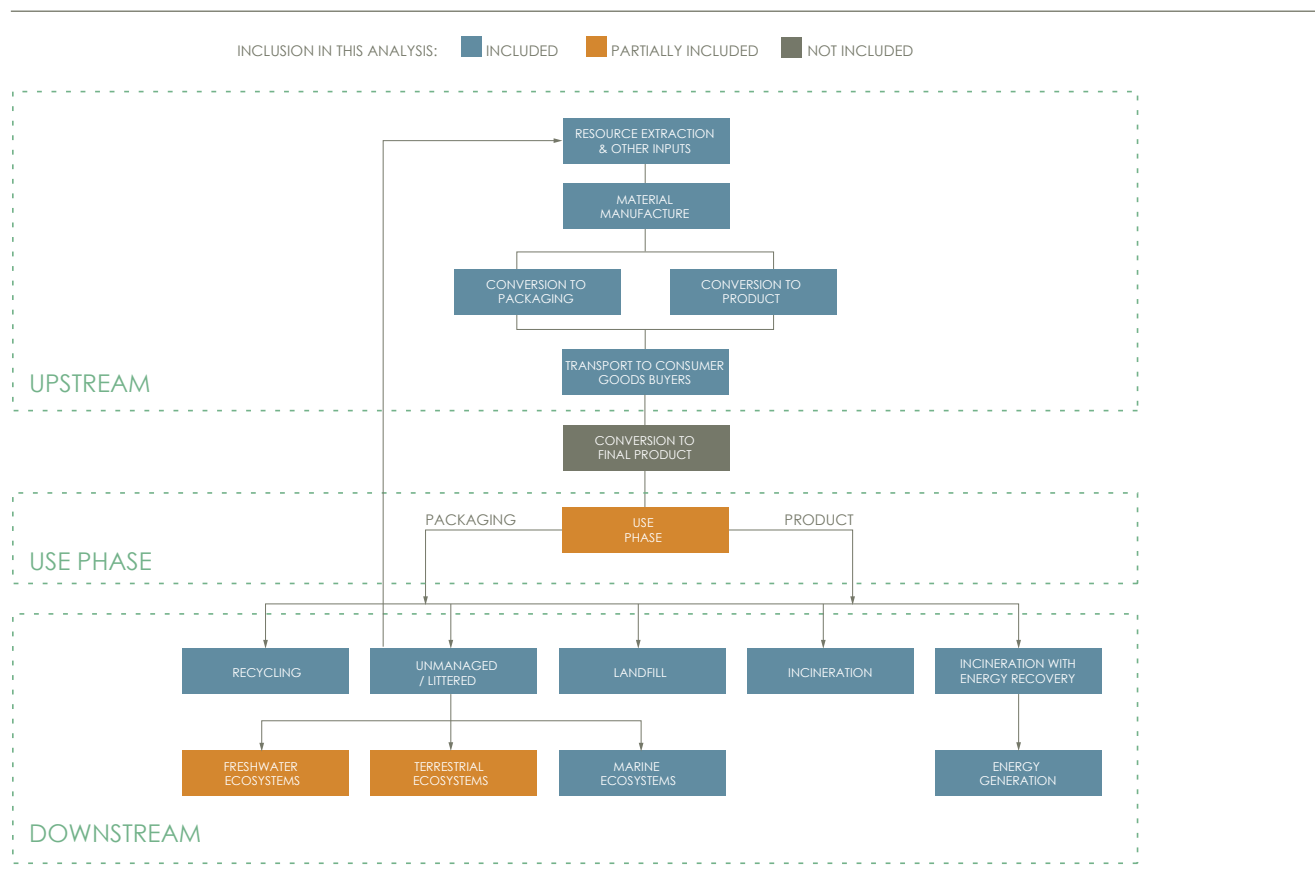 INCLUSION IN THIS ANALYSIS: INCLUDED PARTIALLY INCLUDED NOT INCLUDED
RESOURCE EXTRACTION
& OTHER INPUTS
MATERIAL
MANUFACTURE
CONVERSION TO
PACKAGING
CONVERSION TO
PRODUCT
TRANSPORT TO CONSUMER
GOODS BUYERS
UPSTREAM
CONVERSION TO
FINAL PRODUCT
PACKAGING
USE
PHASE
PRODUCT
USE PHASE
RECYCLING
UNMANAGED
/ LITTERED
LANDFILL
INCINERATION
INCINERATION WITH
ENERGY RECOVERY
FRESHWATER
ECOSYSTEMS
TERRESTRIAL
ECOSYSTEMS
MARINE
ECOSYSTEMS
ENERGY
GENERATION
DOWNSTREAM